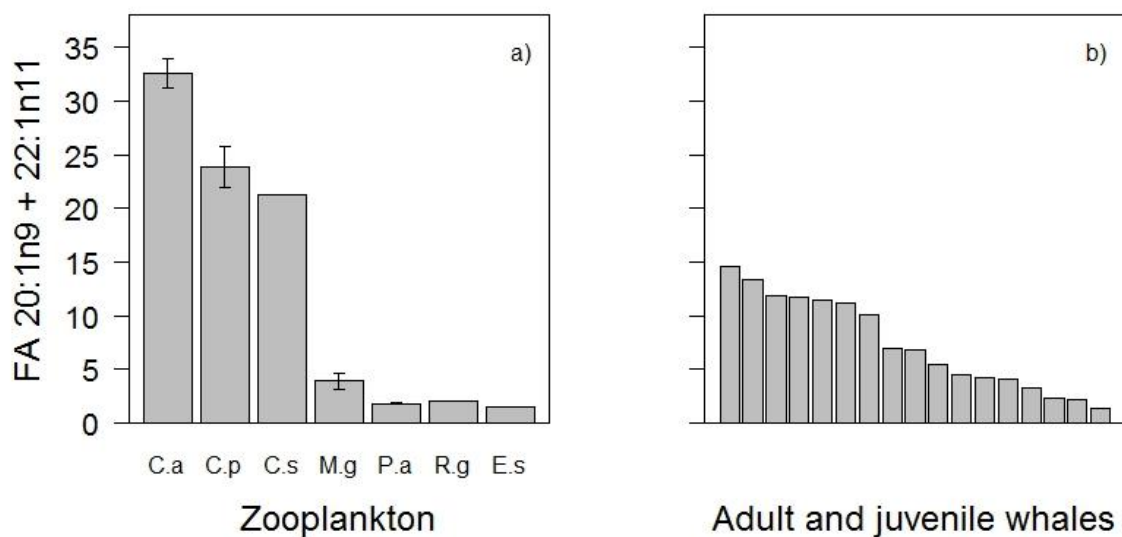 FA 20:1n9 + 22:1n11
35
30
25
20
15
10
5
0
a)
C.a C.p C.s M.g P.a R.g E.s
Zooplankton
b)
Adult and juvenile whales